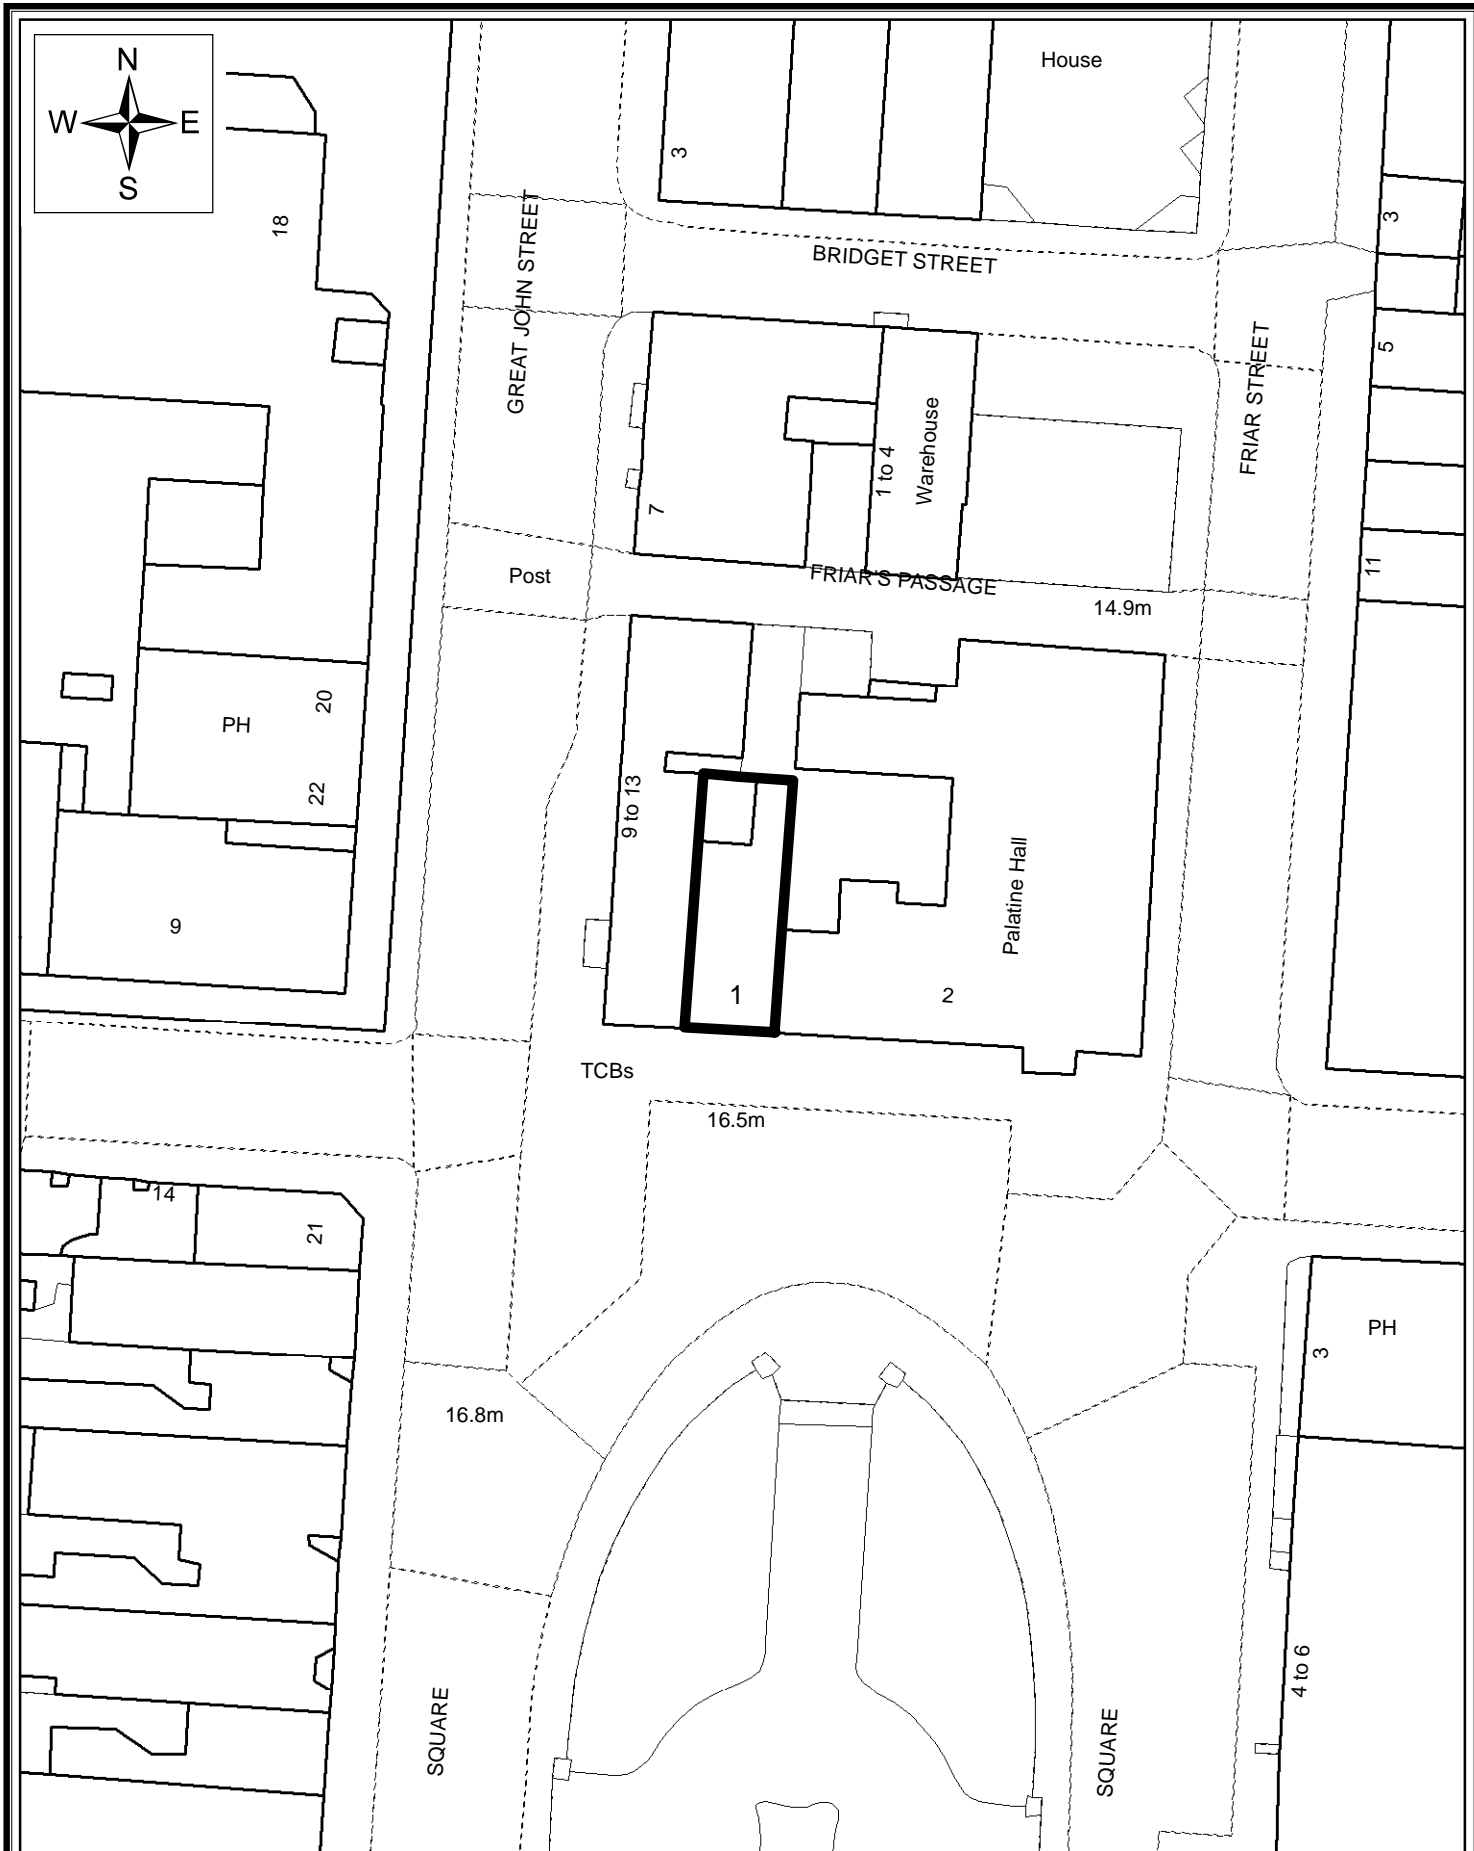 N
W E
S
House
3
18
GREAT JOHN STREET
BRIDGET STREET
3
FRIAR STREET
5
1 to 4
Warehouse
7
11
Post
FRIAR'S PASSAGE
14.9m
20
PH
22
9 to 13
Palatine Hall
9
1
2
TCBs
16.5m
14
21
PH
3
16.8m
4 to 6
SQUARE
SQUARE